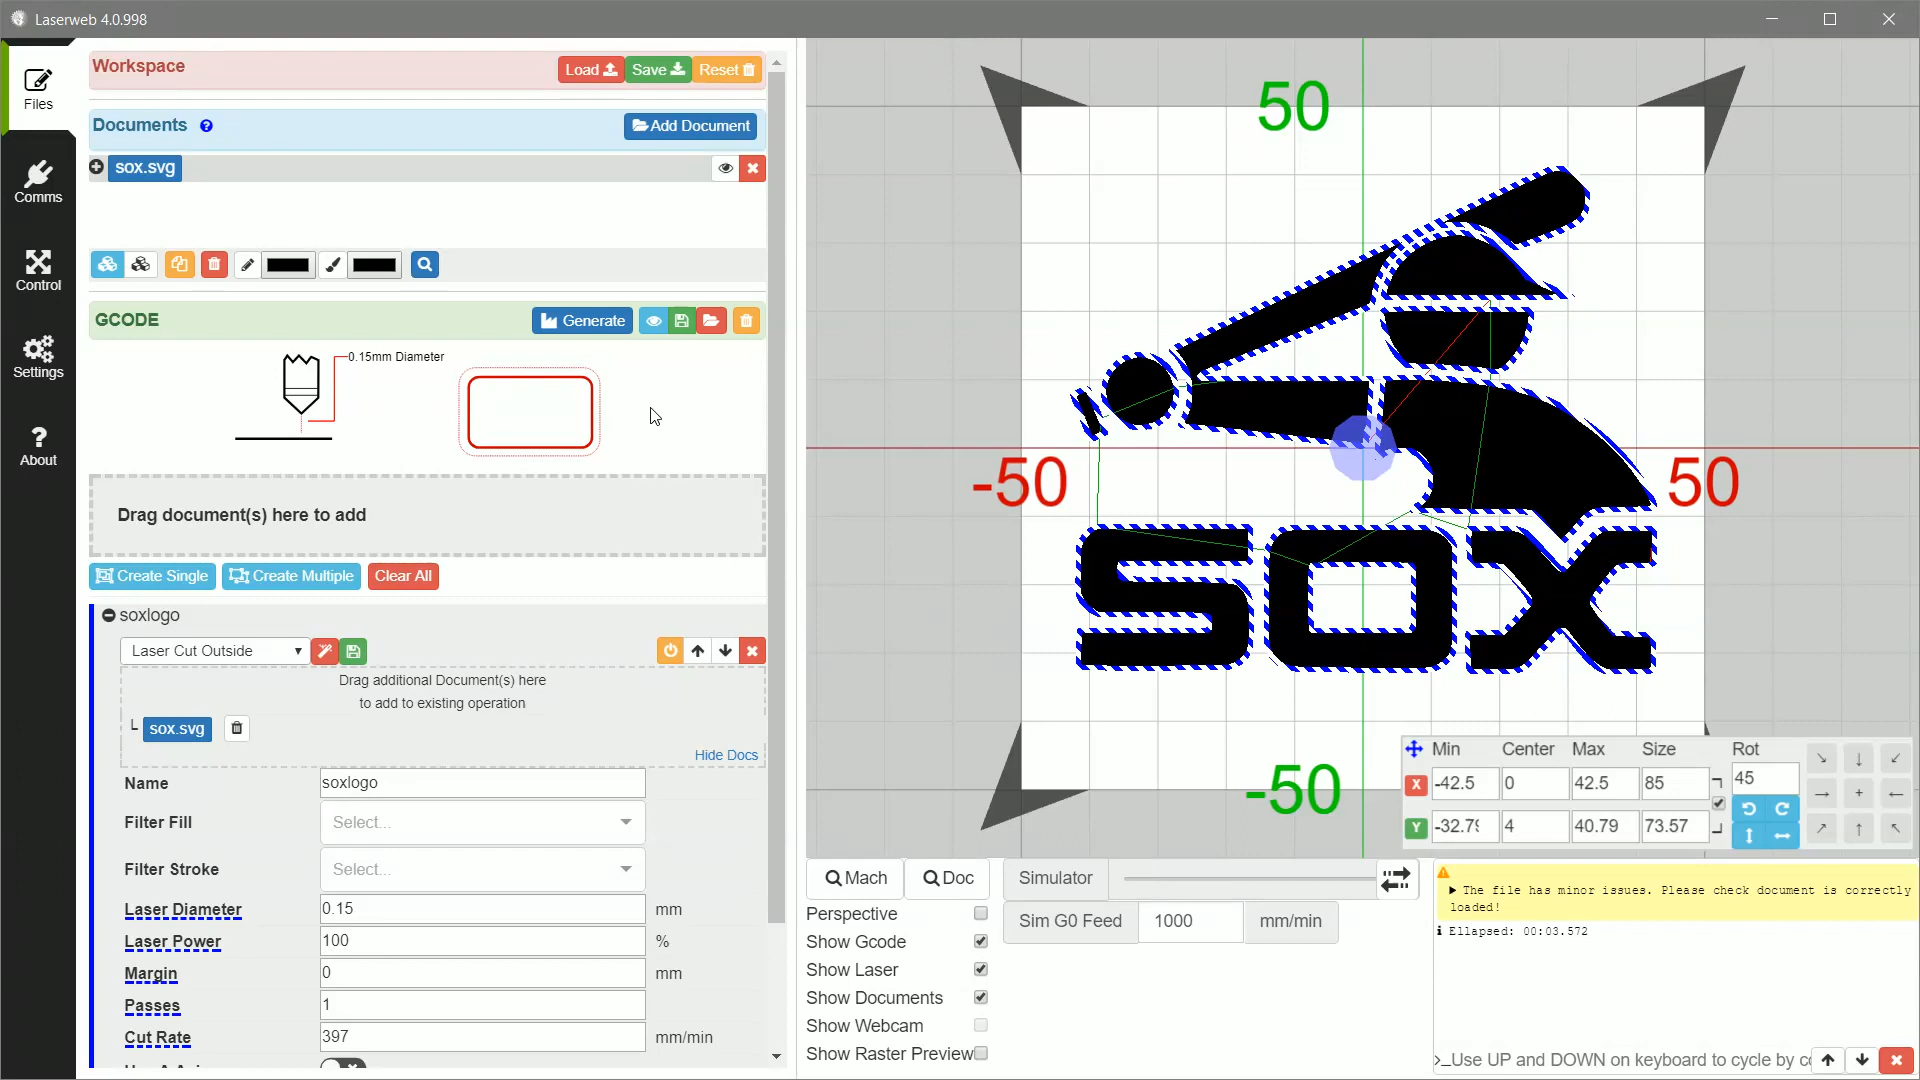 Laserweb 4.0.998
Files
Comms
Control
Settings
? About
Workspace
Load Save Reset
Documents ?
Add Document
sox.svg
GCODE
Generate
0.15mm Diameter
Drag document(s) here to add
Create Single Create Multiple Clear All
soxlogo
Laser Cut Outside
Drag additional Document(s) here
to add to existing operation
sox.svg
Hide Docs
Name soxlogo
Filter Fill Select...
Filter Stroke Select...
Laser Diameter 0.15 mm
Laser Power 100 %
Margin 0 mm
Passes 1
Cut Rate 397 mm/min
50
-50
50
-50
SOX
Min Center Max Size Rot
X -42.5 0 42.5 85 45
Y -32.79 4 40.79 73.57
Mach Doc Simulator
Sim G0 Feed 1000 mm/min
Perspective
Show Gcode
Show Laser
Show Documents
Show Webcam
Show Raster Preview
The file has minor issues. Please check document is correctly
loaded!
Ellapsed: 00:03.572
>_Use UP and DOWN on keyboard to cycle by